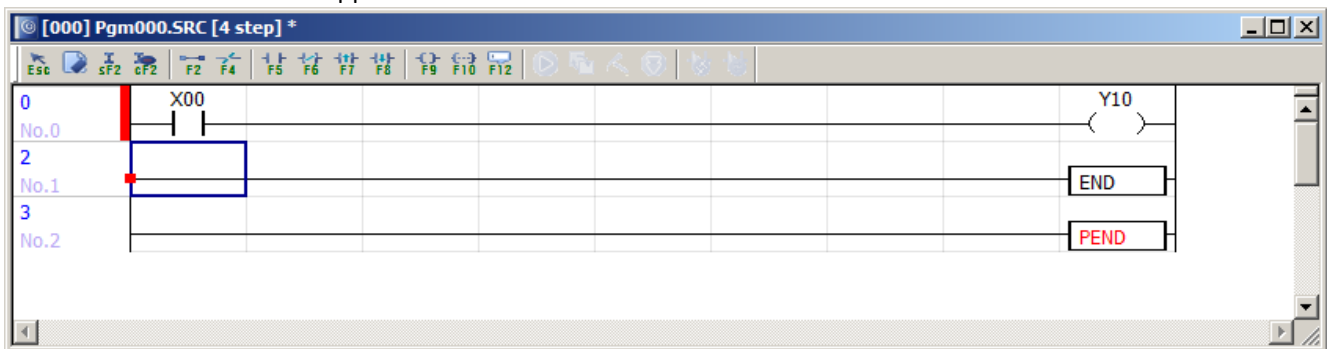 [000] Pgm000.SRC [4 step] *
Esc sF2 cF2 F2 F4 F5 F6 F7 F8 F9 F10 F12
0 X00 Y10
No.0
2
No.1 END
3
No.2 PEND